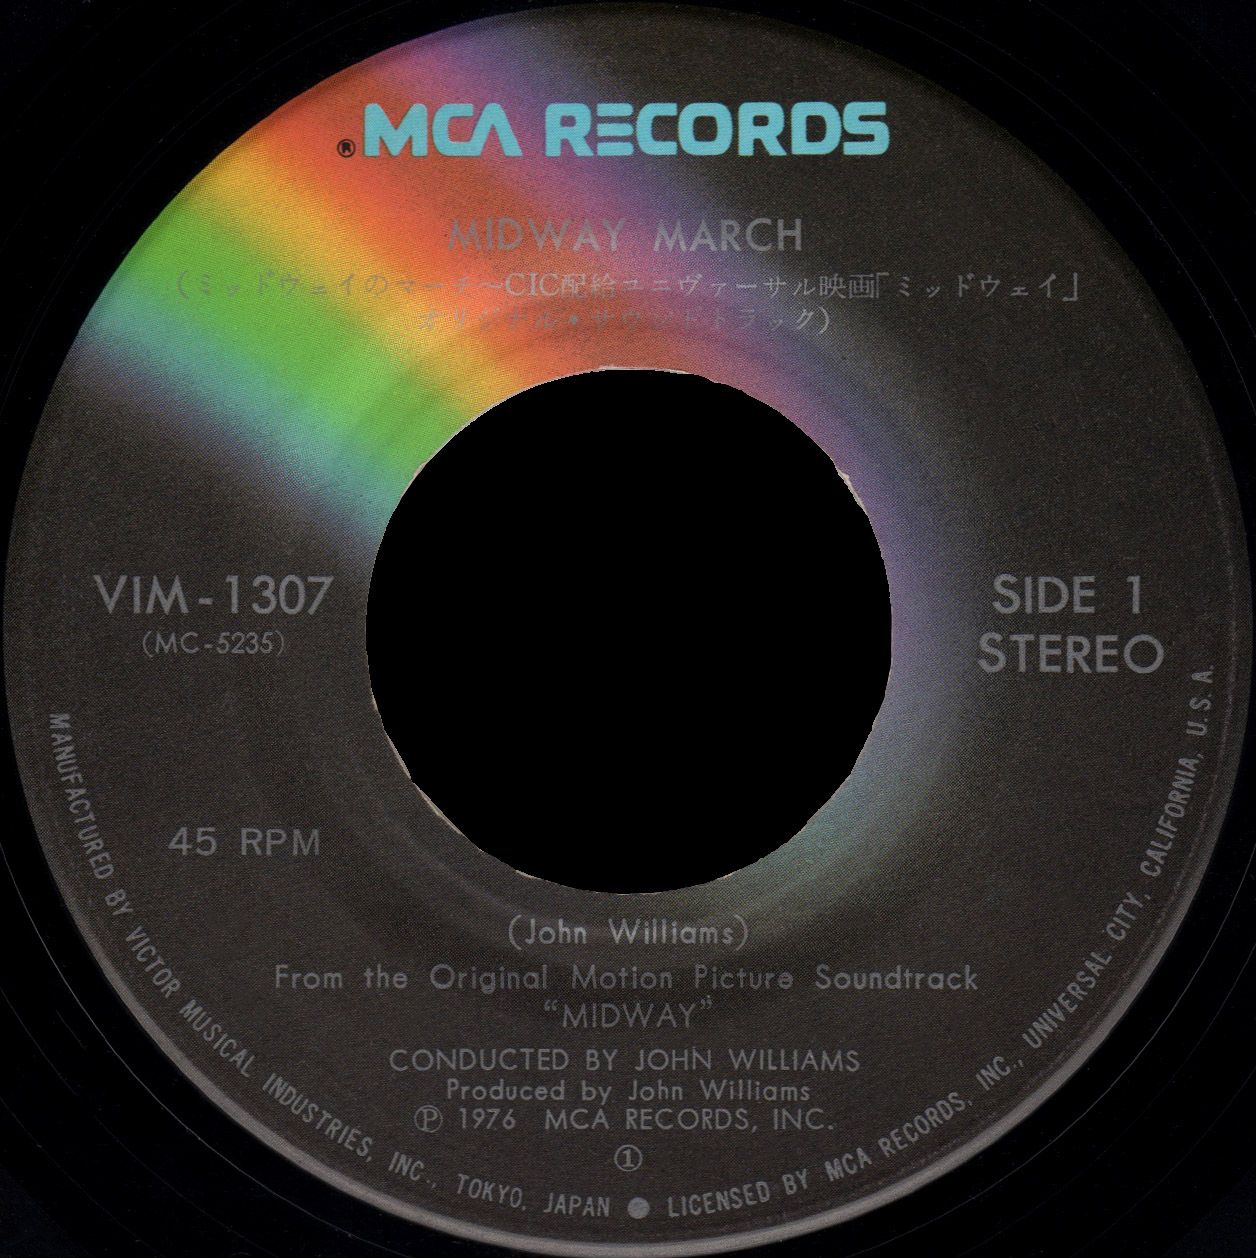 ® MCA RECORDS
MIDWAY MARCH
(ミッドウェイのマーチ～CIC配給ユニヴァーサル映画「ミッドウェイ」
オリジナル・サウンドトラック)
VIM-1307
(MC-5235)
SIDE 1
STEREO
45 RPM
(John Williams)
From the Original Motion Picture Soundtrack
“MIDWAY”
CONDUCTED BY JOHN WILLIAMS
Produced by John Williams
Ⓟ 1976 MCA RECORDS, INC.
①
MANUFACTURED BY VICTOR MUSICAL INDUSTRIES, INC., TOKYO, JAPAN ● LICENSED BY MCA RECORDS, INC., UNIVERSAL CITY, CALIFORNIA, U.S.A.